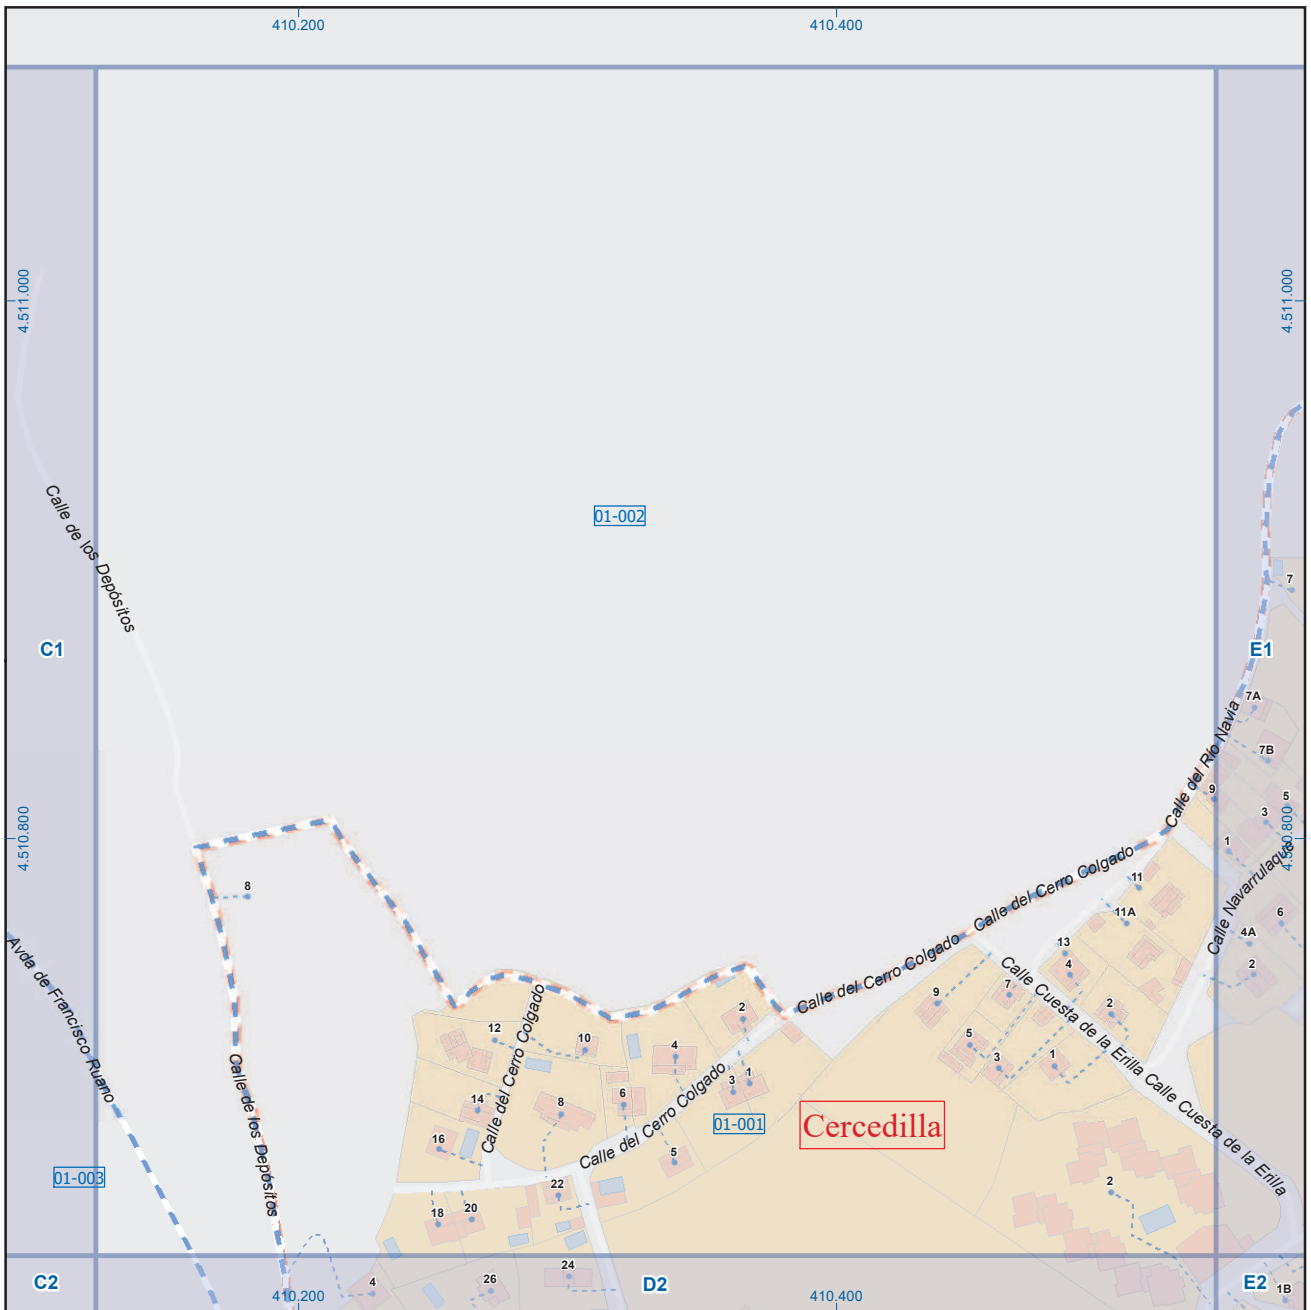 410.200
410.400
4.511.000
4.511.000
Calle de los Depósitos
01-002
7
C1
E1
7A
Calle del Río Navia
7B
9
5
3
4.510.800
4.510.800
1
Calle Navarrulaque
Calle del Cerro Colgado
11
8
11A
6
4A
Avda de Francisco Ruano
Calle del Cerro Colgado
13
4
2
Calle Cuesta de la Erilla
7
9
2
2
12
Calle del Cerro Colgado
10
5
4
3
1
Calle de los Depósitos
1
3
Calle Cuesta de la Erilla
14
8
6
Calle del Cerro Colgado
01-001
Cercedilla
16
5
01-003
22
2
18
20
C2
4
26
24
D2
E2
1B
410.200
410.400